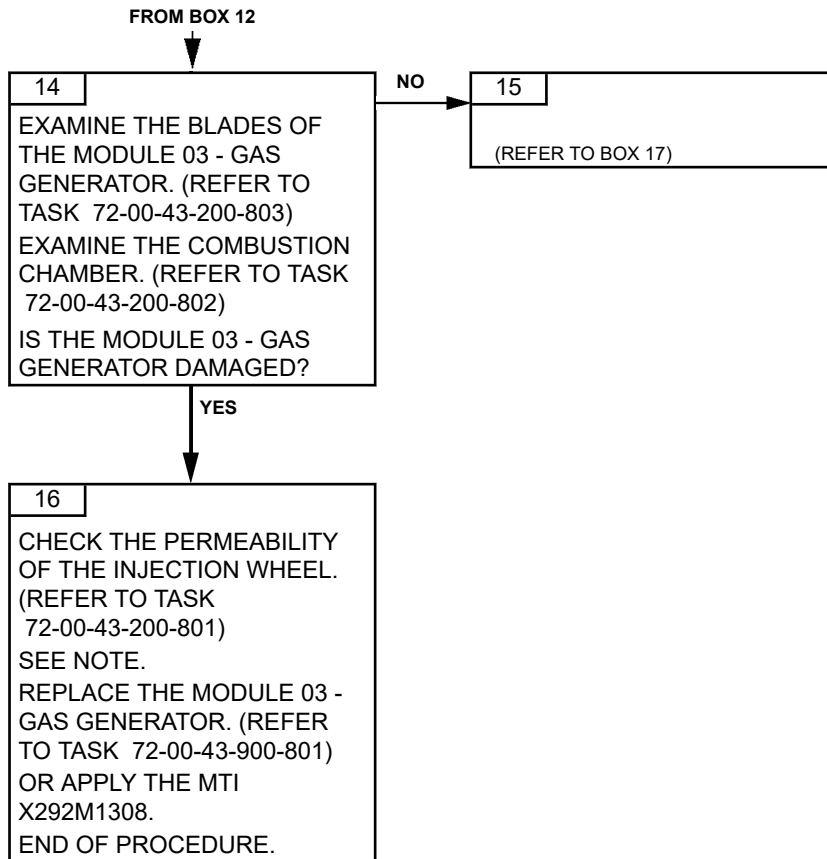 FROM BOX 12
14
EXAMINE THE BLADES OF
THE MODULE 03 - GAS
GENERATOR. (REFER TO
TASK 72-00-43-200-803)
EXAMINE THE COMBUSTION
CHAMBER. (REFER TO TASK
72-00-43-200-802)
IS THE MODULE 03 - GAS
GENERATOR DAMAGED?
NO
15
(REFER TO BOX 17)
YES
16
CHECK THE PERMEABILITY
OF THE INJECTION WHEEL.
(REFER TO TASK
72-00-43-200-801)
SEE NOTE.
REPLACE THE MODULE 03 -
GAS GENERATOR. (REFER
TO TASK 72-00-43-900-801)
OR APPLY THE MTI
X292M1308.
END OF PROCEDURE.